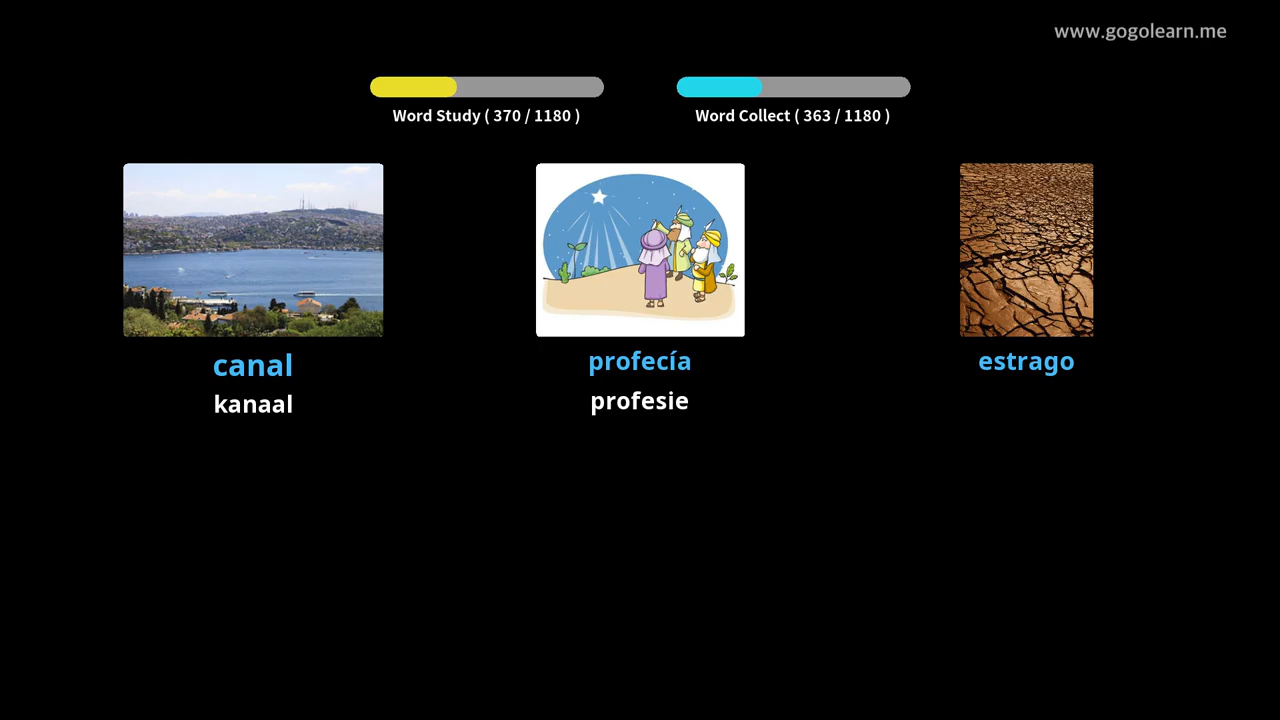 www.gogolearn.me
Word Study ( 370 / 1180 )
Word Collect ( 363 / 1180 )
canal
kanaal
profecía
profesie
estrago